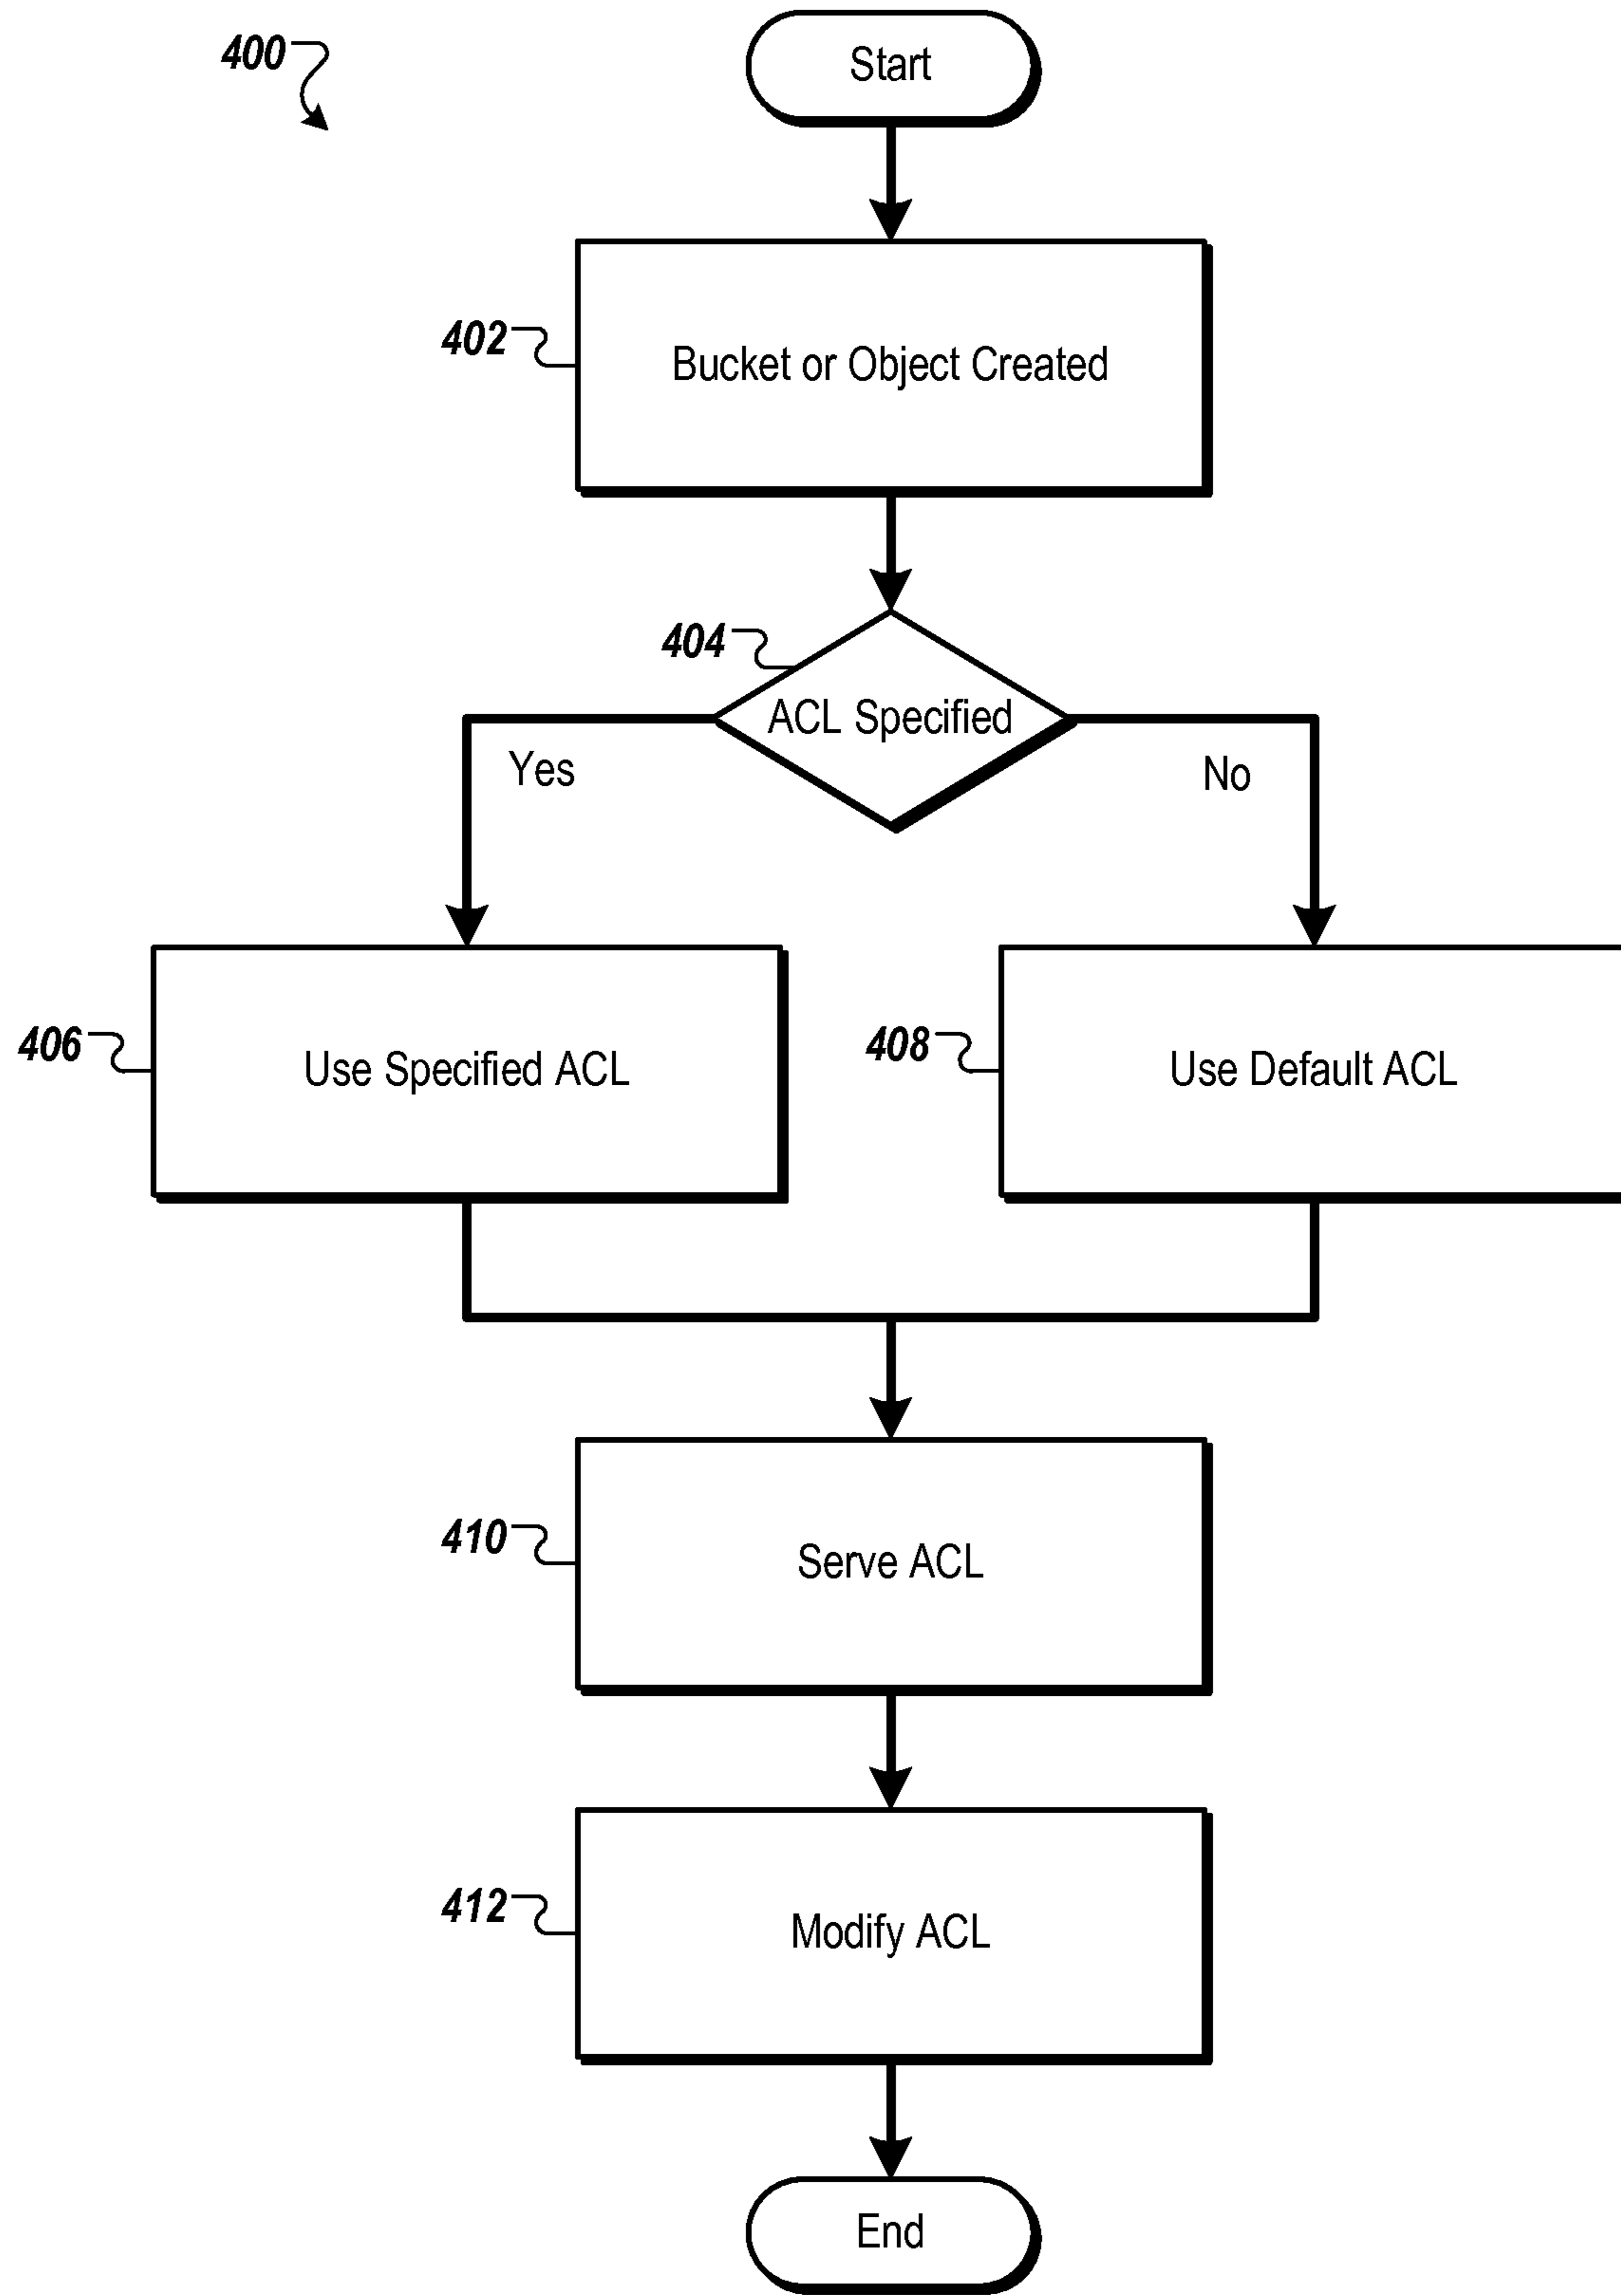 400
Start
402
Bucket or Object Created
404
ACL Specified
Yes
No
406
Use Specified ACL
408
Use Default ACL
410
Serve ACL
412
Modify ACL
End